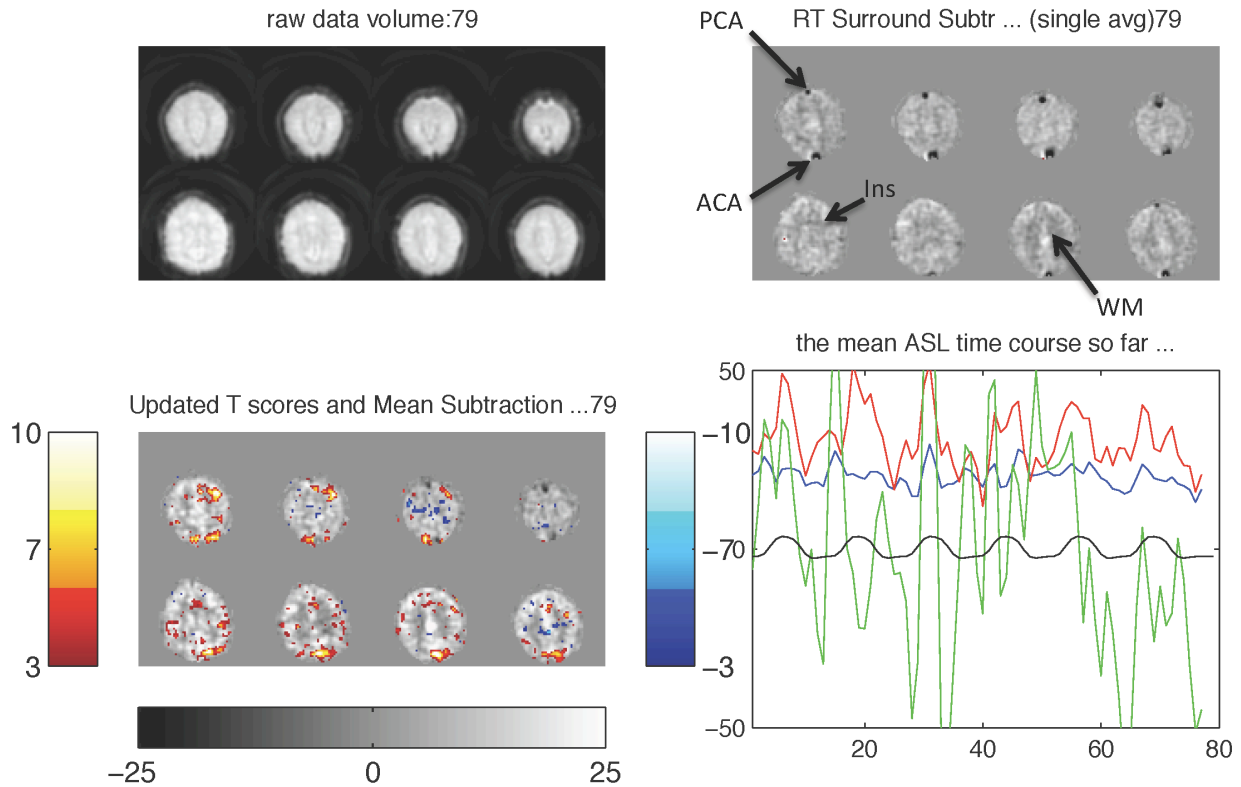 raw data volume:79
PCA
RT Surround Subtr ... (single avg)79
ACA
Ins
WM
Updated T scores and Mean Subtraction ...79
10
7
3
−10
−70
−3
−25
0
25
the mean ASL time course so far ...
50
−50
20
40
60
80